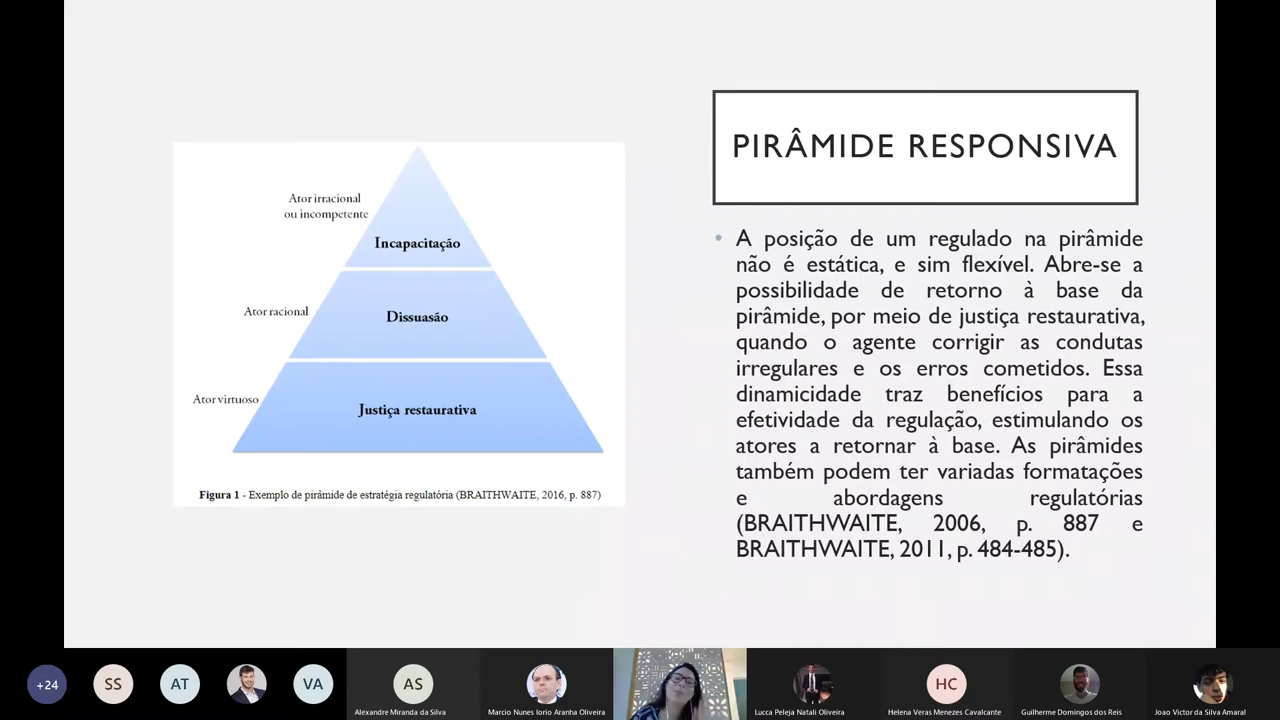 PIRÂMIDE RESPONSIVA
Ator irracional
ou incompetente
Incapacitação
Ator racional
Dissuasão
Ator virtuoso
Justiça restaurativa
Figura 1 - Exemplo de pirâmide de estratégia regulatória (BRAITHWAITE, 2016, p. 887)
• A posição de um regulado na pirâmide
não é estática, e sim flexível. Abre-se a
possibilidade de retorno à base da
pirâmide, por meio de justiça restaurativa,
quando o agente corrigir as condutas
irregulares e os erros cometidos. Essa
dinamicidade traz benefícios para a
efetividade da regulação, estimulando os
atores a retornar à base. As pirâmides
também podem ter variadas formatações
e abordagens regulatórias
(BRAITHWAITE, 2006, p. 887 e
BRAITHWAITE, 2011, p. 484-485).
+24
SS
AT
VA
AS
HC
Alexandre Miranda da Silva
Marcio Nunes Iorio Aranha Oliveira
Lucca Peleja Natali Oliveira
Helena Veras Menezes Cavalcante
Guilherme Domingos dos Reis
Joao Victor da Silva Amaral